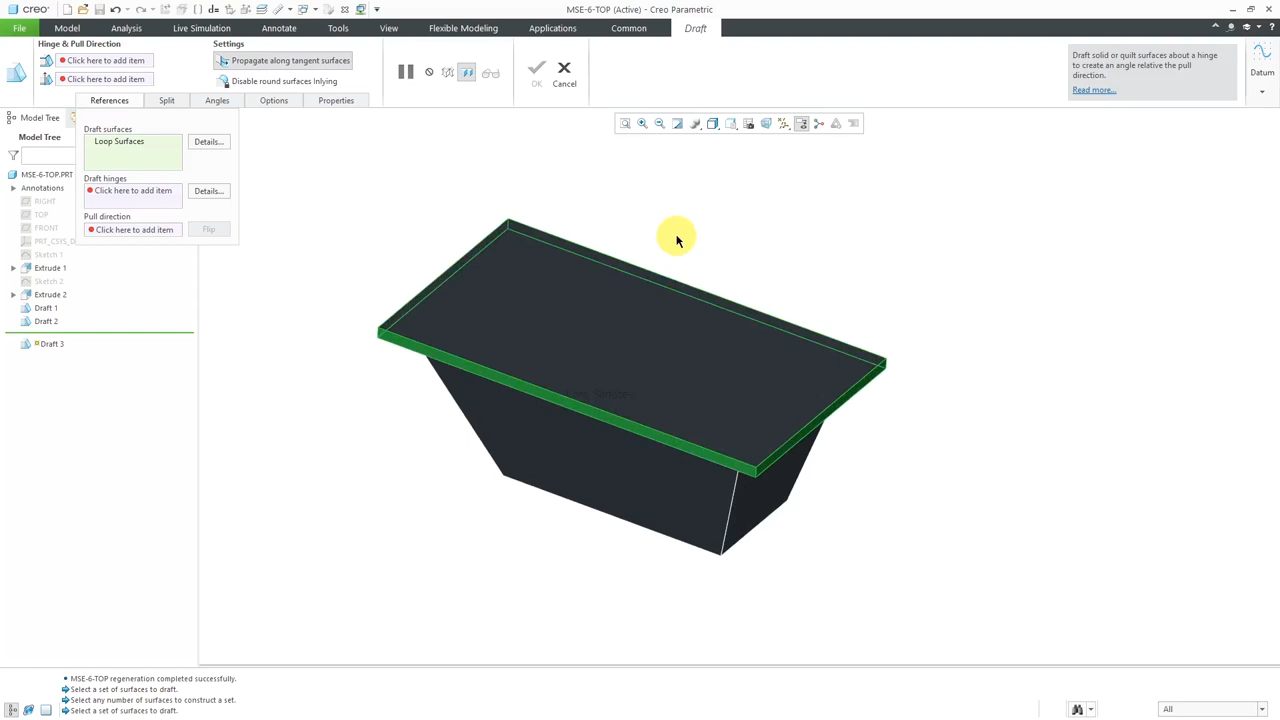 creo
MSE-6-TOP (Active) - Creo Parametric
File Model Analysis Live Simulation Annotate Tools View Flexible Modeling Applications Common Draft
Hinge & Pull Direction
Settings
Click here to add item
Propagate along tangent surfaces
Click here to add item
Disable round surfaces Inlying
OK Cancel
Draft solid or quilt surfaces about a hinge
to create an angle relative the pull
direction.
Read more...
Datum
References Split Angles Options Properties
Model Tree
Draft surfaces
Model Tree
Loop Surfaces
Details...
Draft hinges
MSE-6-TOP.PRT
Annotations
Click here to add item
Details...
RIGHT
TOP
Pull direction
FRONT
Click here to add item
Flip
PRT_CSYS_D
Sketch 1
Extrude 1
Sketch 2
Extrude 2
Draft 1
Draft 2
Draft 3
MSE-6-TOP regeneration completed successfully.
Select a set of surfaces to draft.
Select any number of surfaces to construct a set.
Select a set of surfaces to draft.
All